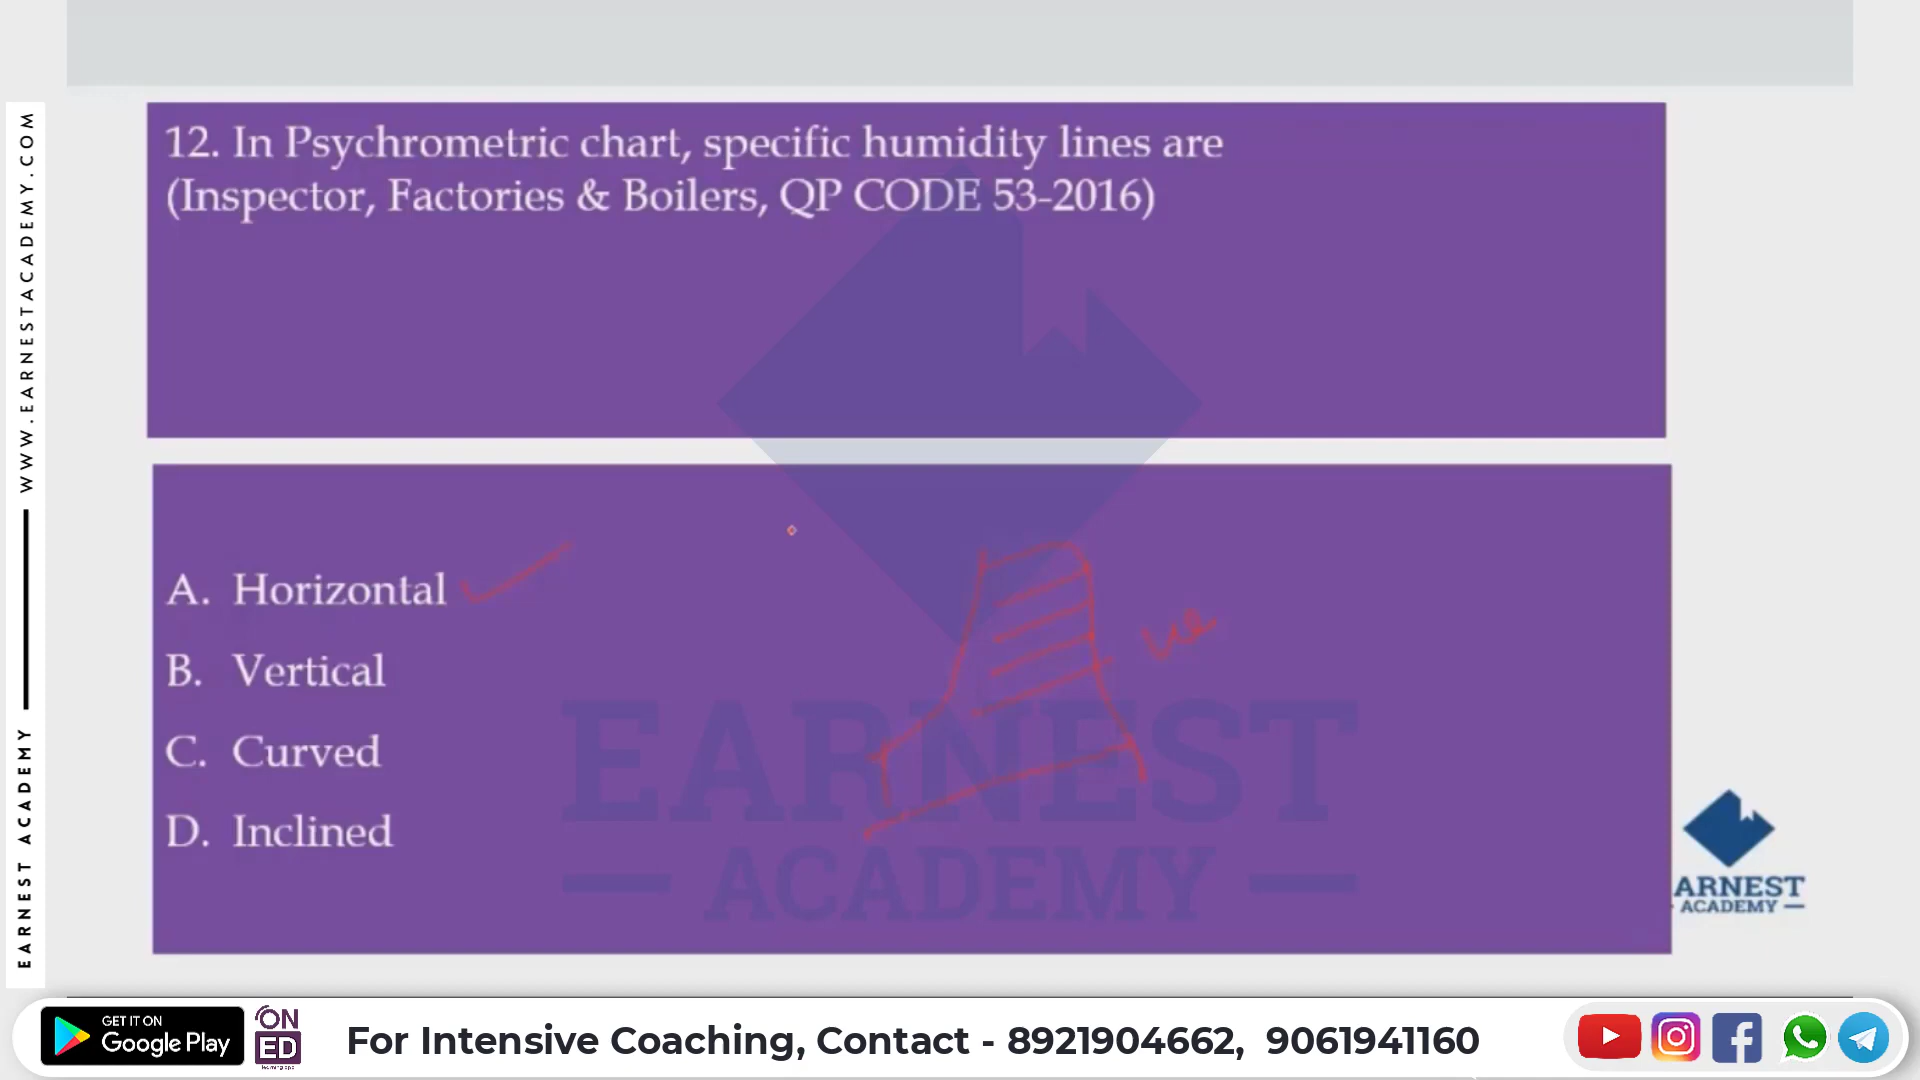 12. In Psychrometric chart, specific humidity lines are
(Inspector, Factories & Boilers, QP CODE 53-2016)
A. Horizontal
B. Vertical
C. Curved
D. Inclined
EARNEST
ACADEMY
ARNEST
ACADEMY
WWW.EARNESTACADEMY.COM
EARNEST ACADEMY
GET IT ON
Google Play
ON
ED
For Intensive Coaching, Contact - 8921904662, 9061941160